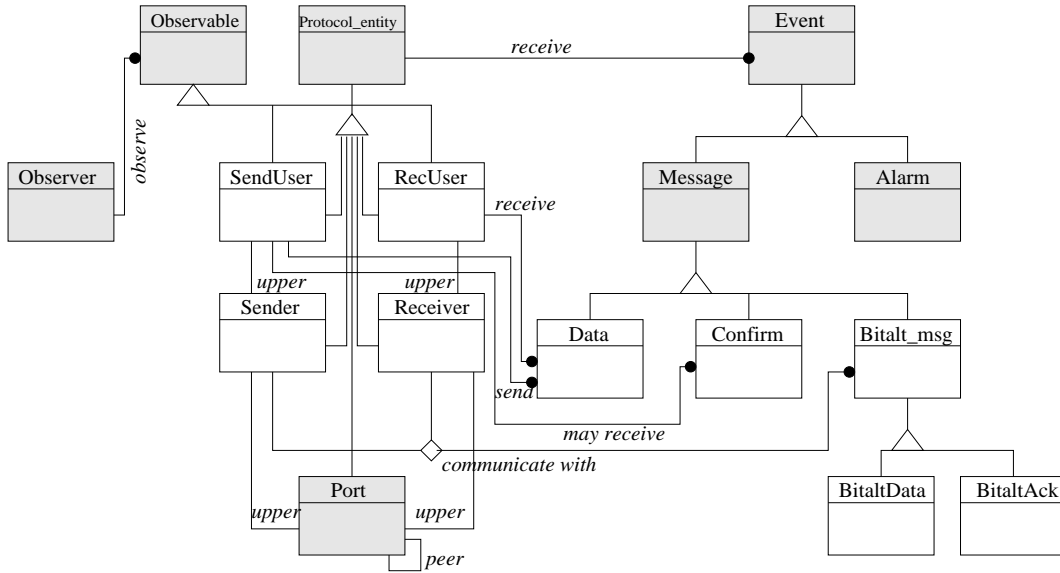 Observable
Protocol_entity
Event
receive
observe
Observer
SendUser
RecUser
Message
Alarm
receive
upper
upper
Sender
Receiver
Data
Confirm
Bitalt_msg
send
may receive
communicate with
Port
BitaltData
BitaltAck
upper
upper
peer